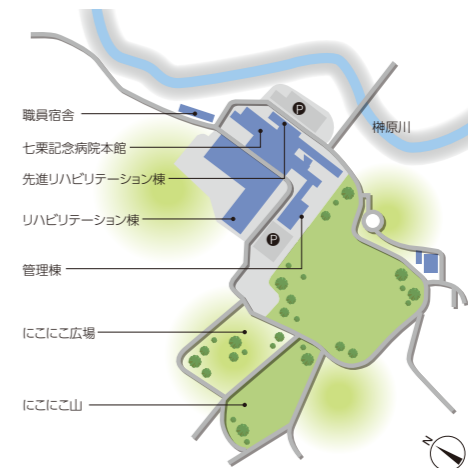 P
職員宿舎
榊原川
七栗記念病院本館
先進リハビリテーション棟
リハビリテーション棟
P
管理棟
にこにこ広場
にこにこ山
N